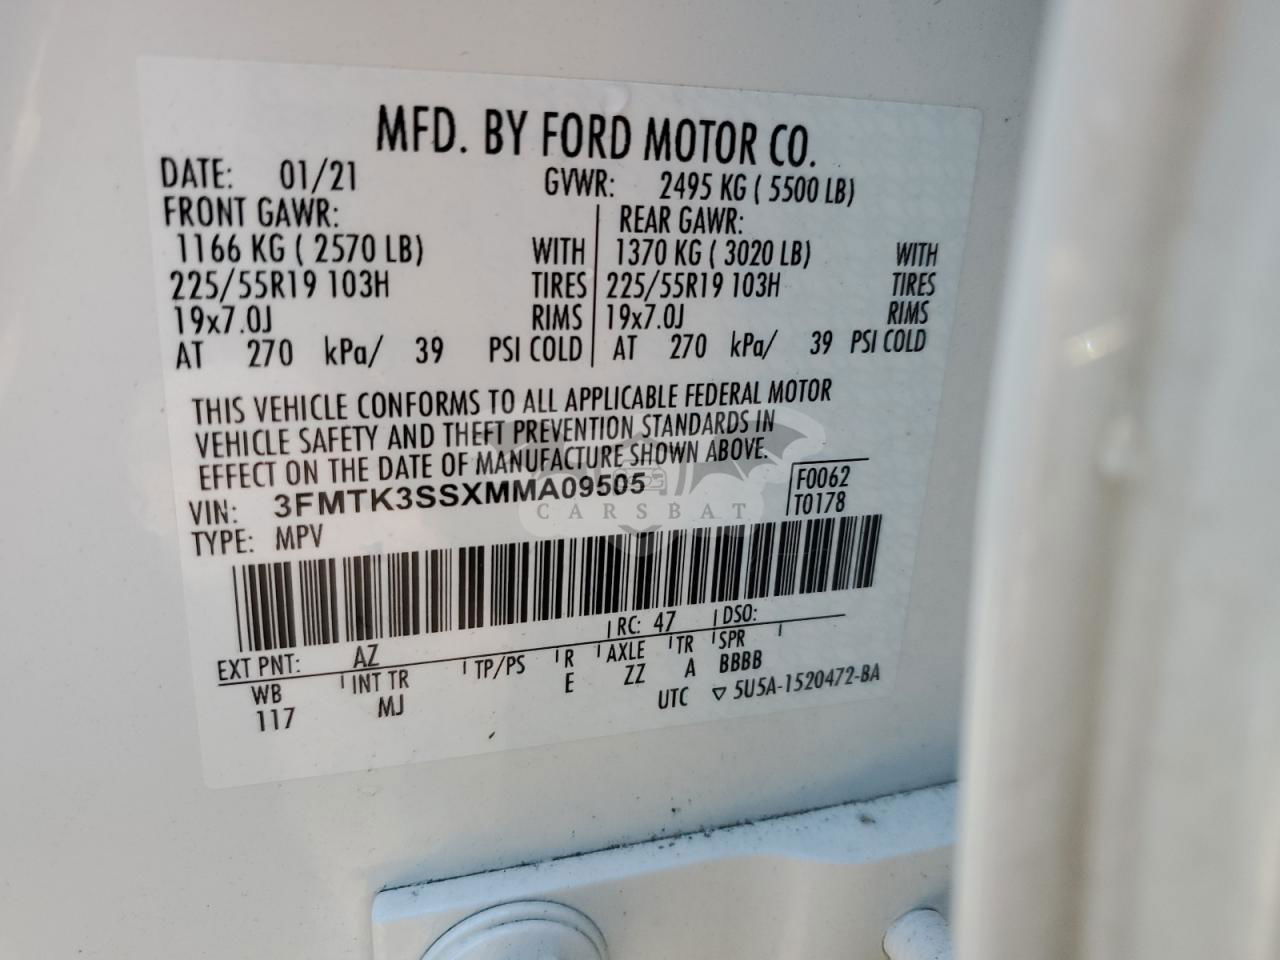 MFD. BY FORD MOTOR CO.
DATE: 01/21 GVWR: 2495 KG ( 5500 LB)
FRONT GAWR: REAR GAWR:
1166 KG ( 2570 LB) WITH 1370 KG ( 3020 LB) WITH
225/55R19 103H TIRES 225/55R19 103H TIRES
19x7.0J RIMS 19x7.0J RIMS
AT 270 kPa/ 39 PSI COLD AT 270 kPa/ 39 PSI COLD
THIS VEHICLE CONFORMS TO ALL APPLICABLE FEDERAL MOTOR
VEHICLE SAFETY AND THEFT PREVENTION STANDARDS IN
EFFECT ON THE DATE OF MANUFACTURE SHOWN ABOVE.
VIN: 3FMTK3SSXMMA09505 F0062
CARSBAT
TYPE: MPV T0178
RC: 47 DSO:
EXT PNT: AZ
WB INT TR TP/PS R AXLE TR SPR
117 MJ E ZZ A BBBB
UTC ▽ 5U5A-1520472-BA